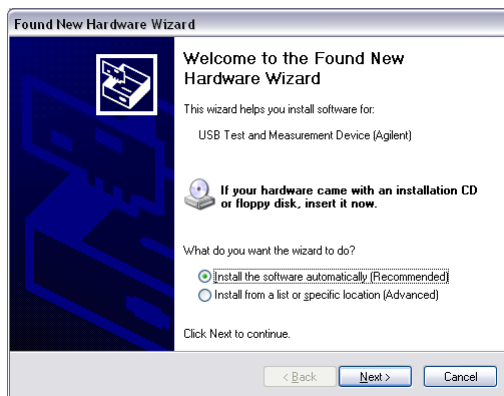 Found New Hardware Wizard
Welcome to the Found New
Hardware Wizard
This wizard helps you install software for:
USB Test and Measurement Device (Agilent)
If your hardware came with an installation CD
or floppy disk, insert it now.
What do you want the wizard to do?
Install the software automatically (Recommended)
Install from a list or specific location (Advanced)
Click Next to continue.
< Back
Next >
Cancel